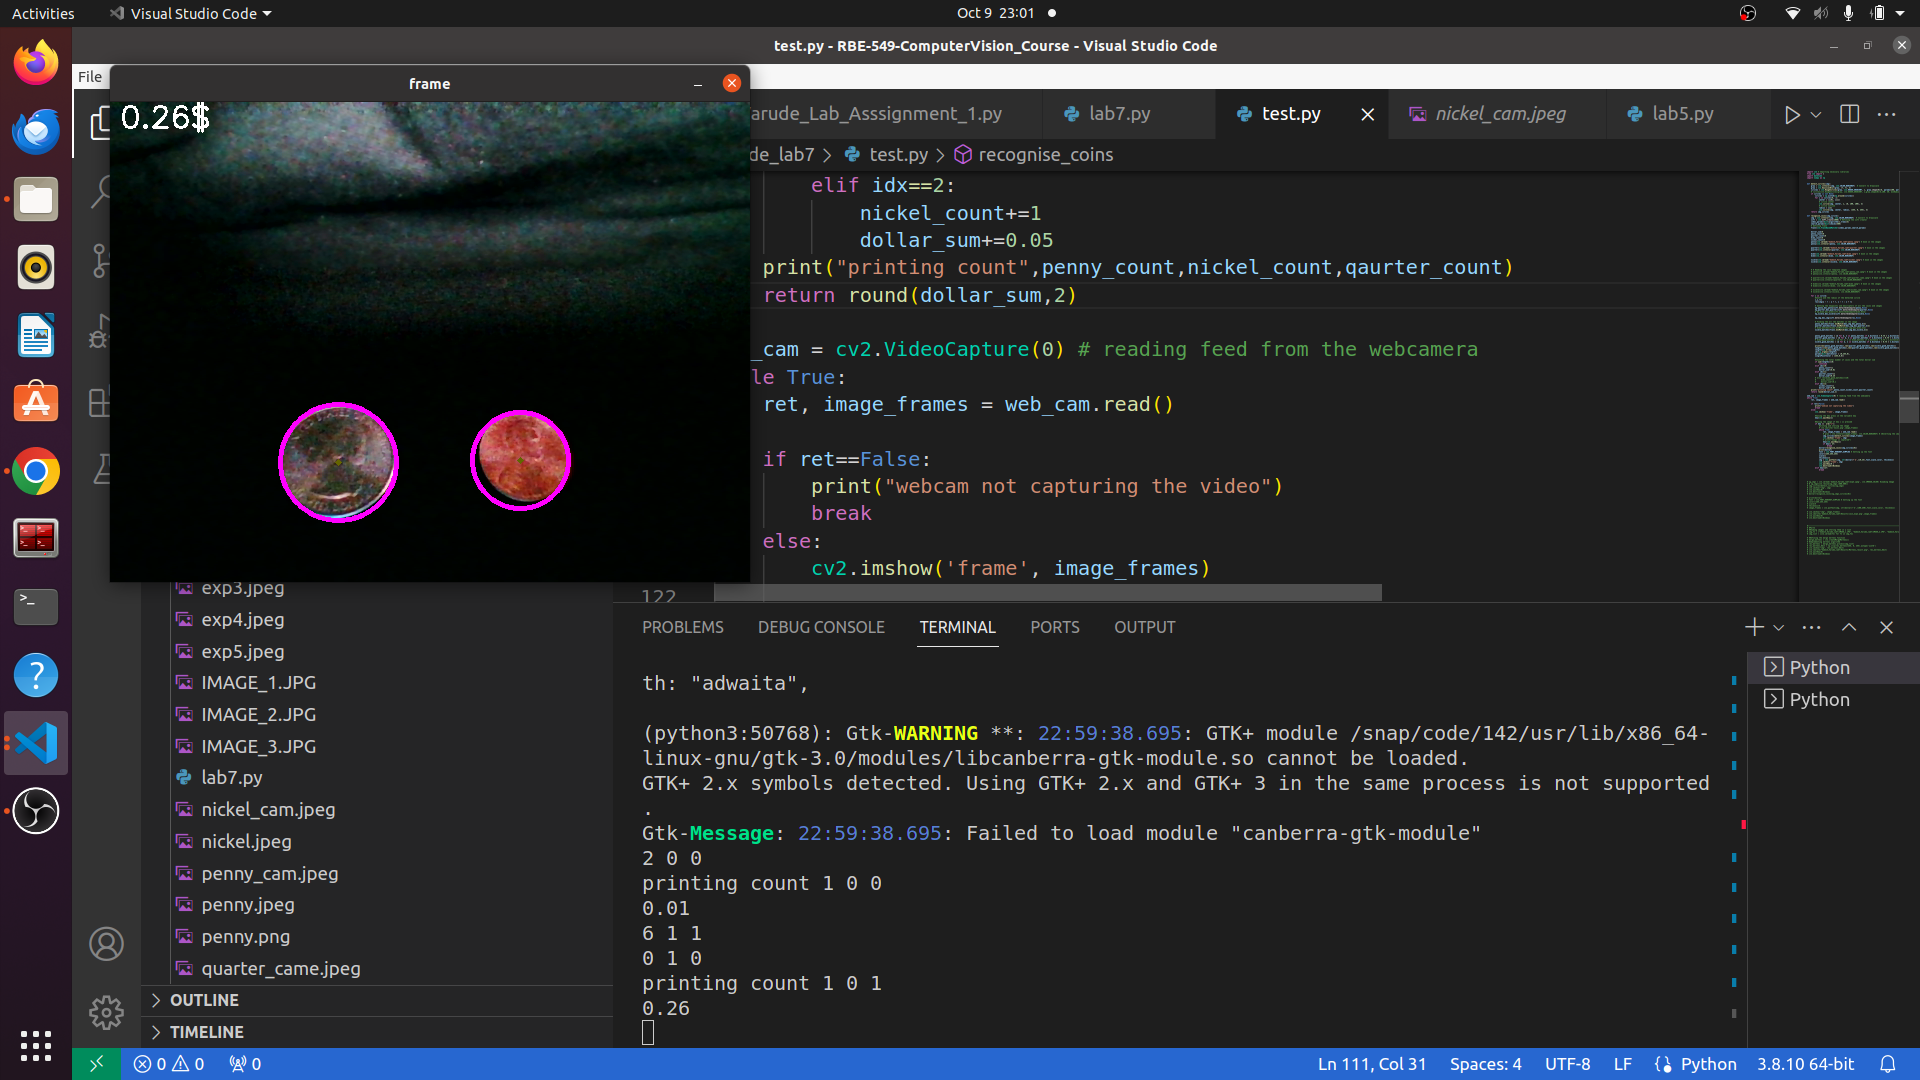 Activities
Visual Studio Code
Oct 9 23:01
test.py - RBE-549-ComputerVision_Course - Visual Studio Code
File
frame
0.26$
arude_Lab_Asssignment_1.py
lab7.py
test.py
nickel_cam.jpeg
lab5.py
de_lab7 > test.py > recognise_coins
elif idx==2:
nickel_count+=1
dollar_sum+=0.05
print("printing count",penny_count,nickel_count,qaurter_count)
return round(dollar_sum,2)
_cam = cv2.VideoCapture(0) # reading feed from the webcamera
le True:
ret, image_frames = web_cam.read()
if ret==False:
print("webcam not capturing the video")
break
else:
cv2.imshow('frame', image_frames)
122
exp3.jpeg
exp4.jpeg
exp5.jpeg
IMAGE_1.JPG
IMAGE_2.JPG
IMAGE_3.JPG
lab7.py
nickel_cam.jpeg
nickel.jpeg
penny_cam.jpeg
penny.jpeg
penny.png
quarter_came.jpeg
OUTLINE
TIMELINE
PROBLEMS DEBUG CONSOLE TERMINAL PORTS OUTPUT
th: "adwaita",
(python3:50768): Gtk-WARNING **: 22:59:38.695: GTK+ module /snap/code/142/usr/lib/x86_64-
linux-gnu/gtk-3.0/modules/libcanberra-gtk-module.so cannot be loaded.
GTK+ 2.x symbols detected. Using GTK+ 2.x and GTK+ 3 in the same process is not supported
.
Gtk-Message: 22:59:38.695: Failed to load module "canberra-gtk-module"
2 0 0
printing count 1 0 0
0.01
6 1 1
0 1 0
printing count 1 0 1
0.26
Python
Python
0 0 0
Ln 111, Col 31 Spaces: 4 UTF-8 LF Python 3.8.10 64-bit